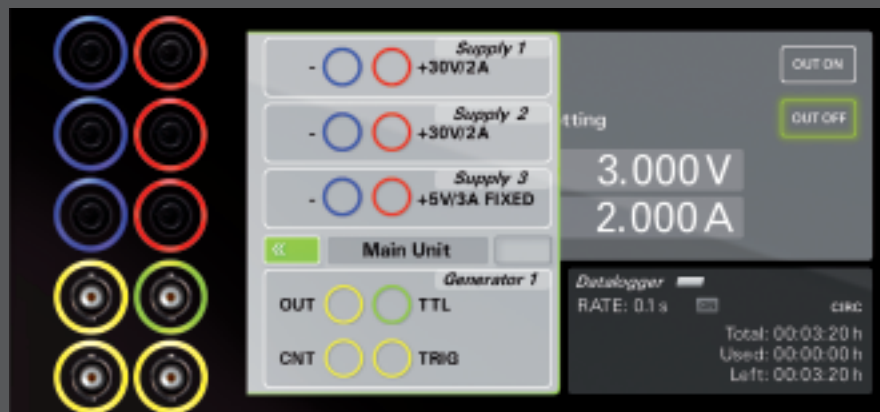 Supply 1
- +30V/2A
Supply 2
- +30V/2A
Supply 3
- +5V/3A FIXED
« Main Unit
Generator 1
OUT TTL
CNT TRIG
OUT ON
tting
OUT OFF
3.000 V
2.000 A
Datalogger
RATE: 0.1 s
CIRC
Total: 00:03:20 h
Used: 00:00:00 h
Left: 00:03:20 h